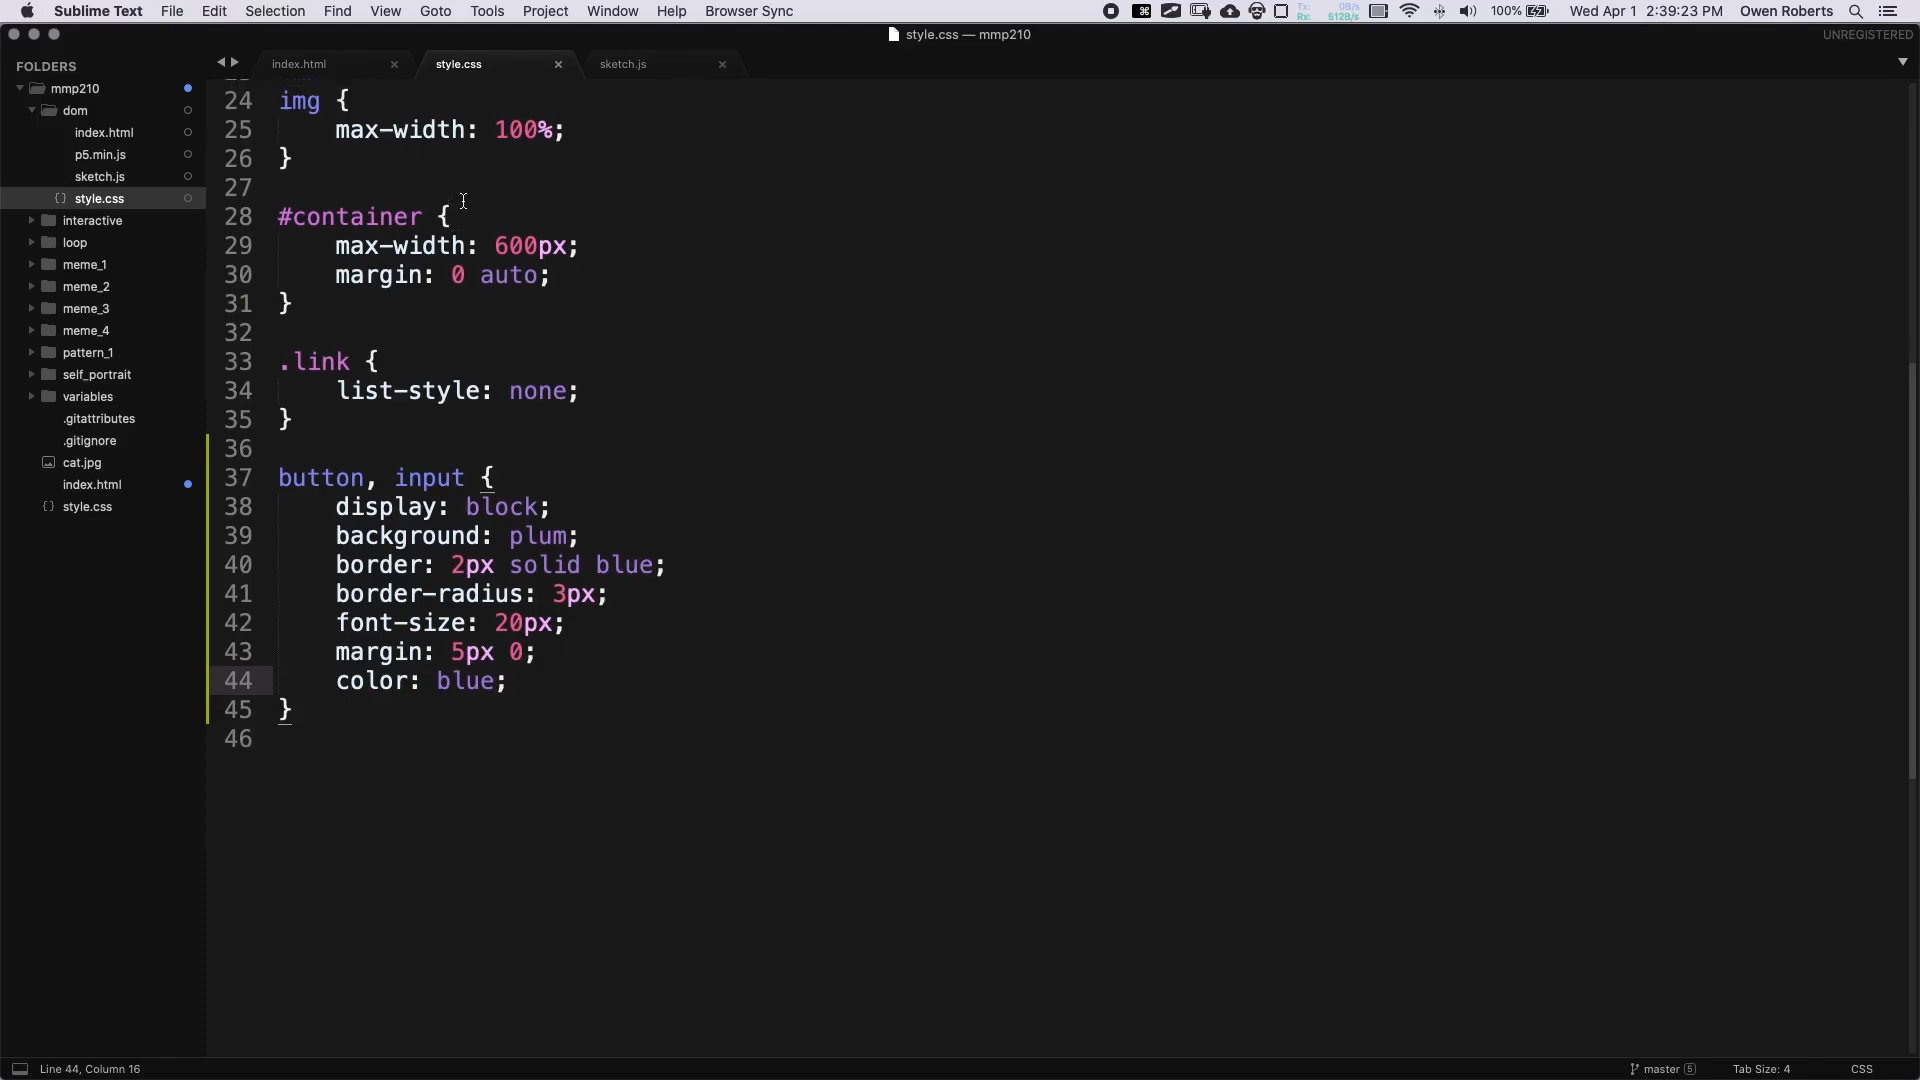 Sublime Text File Edit Selection Find View Goto Tools Project Window Help Browser Sync Tx: 0B/s Rx: 512B/s 100% Wed Apr 1 2:39:23 PM Owen Roberts
style.css — mmp210 UNREGISTERED
FOLDERS
mmp210
dom
index.html
p5.min.js
sketch.js
style.css
interactive
loop
meme_1
meme_2
meme_3
meme_4
pattern_1
self_portrait
variables
.gitattributes
.gitignore
cat.jpg
index.html
style.css
index.html style.css sketch.js
24 img {
25 max-width: 100%;
26 }
27
28 #container {
29 max-width: 600px;
30 margin: 0 auto;
31 }
32
33 .link {
34 list-style: none;
35 }
36
37 button, input {
38 display: block;
39 background: plum;
40 border: 2px solid blue;
41 border-radius: 3px;
42 font-size: 20px;
43 margin: 5px 0;
44 color: blue;
45 }
46
Line 44, Column 16 master 5 Tab Size: 4 CSS